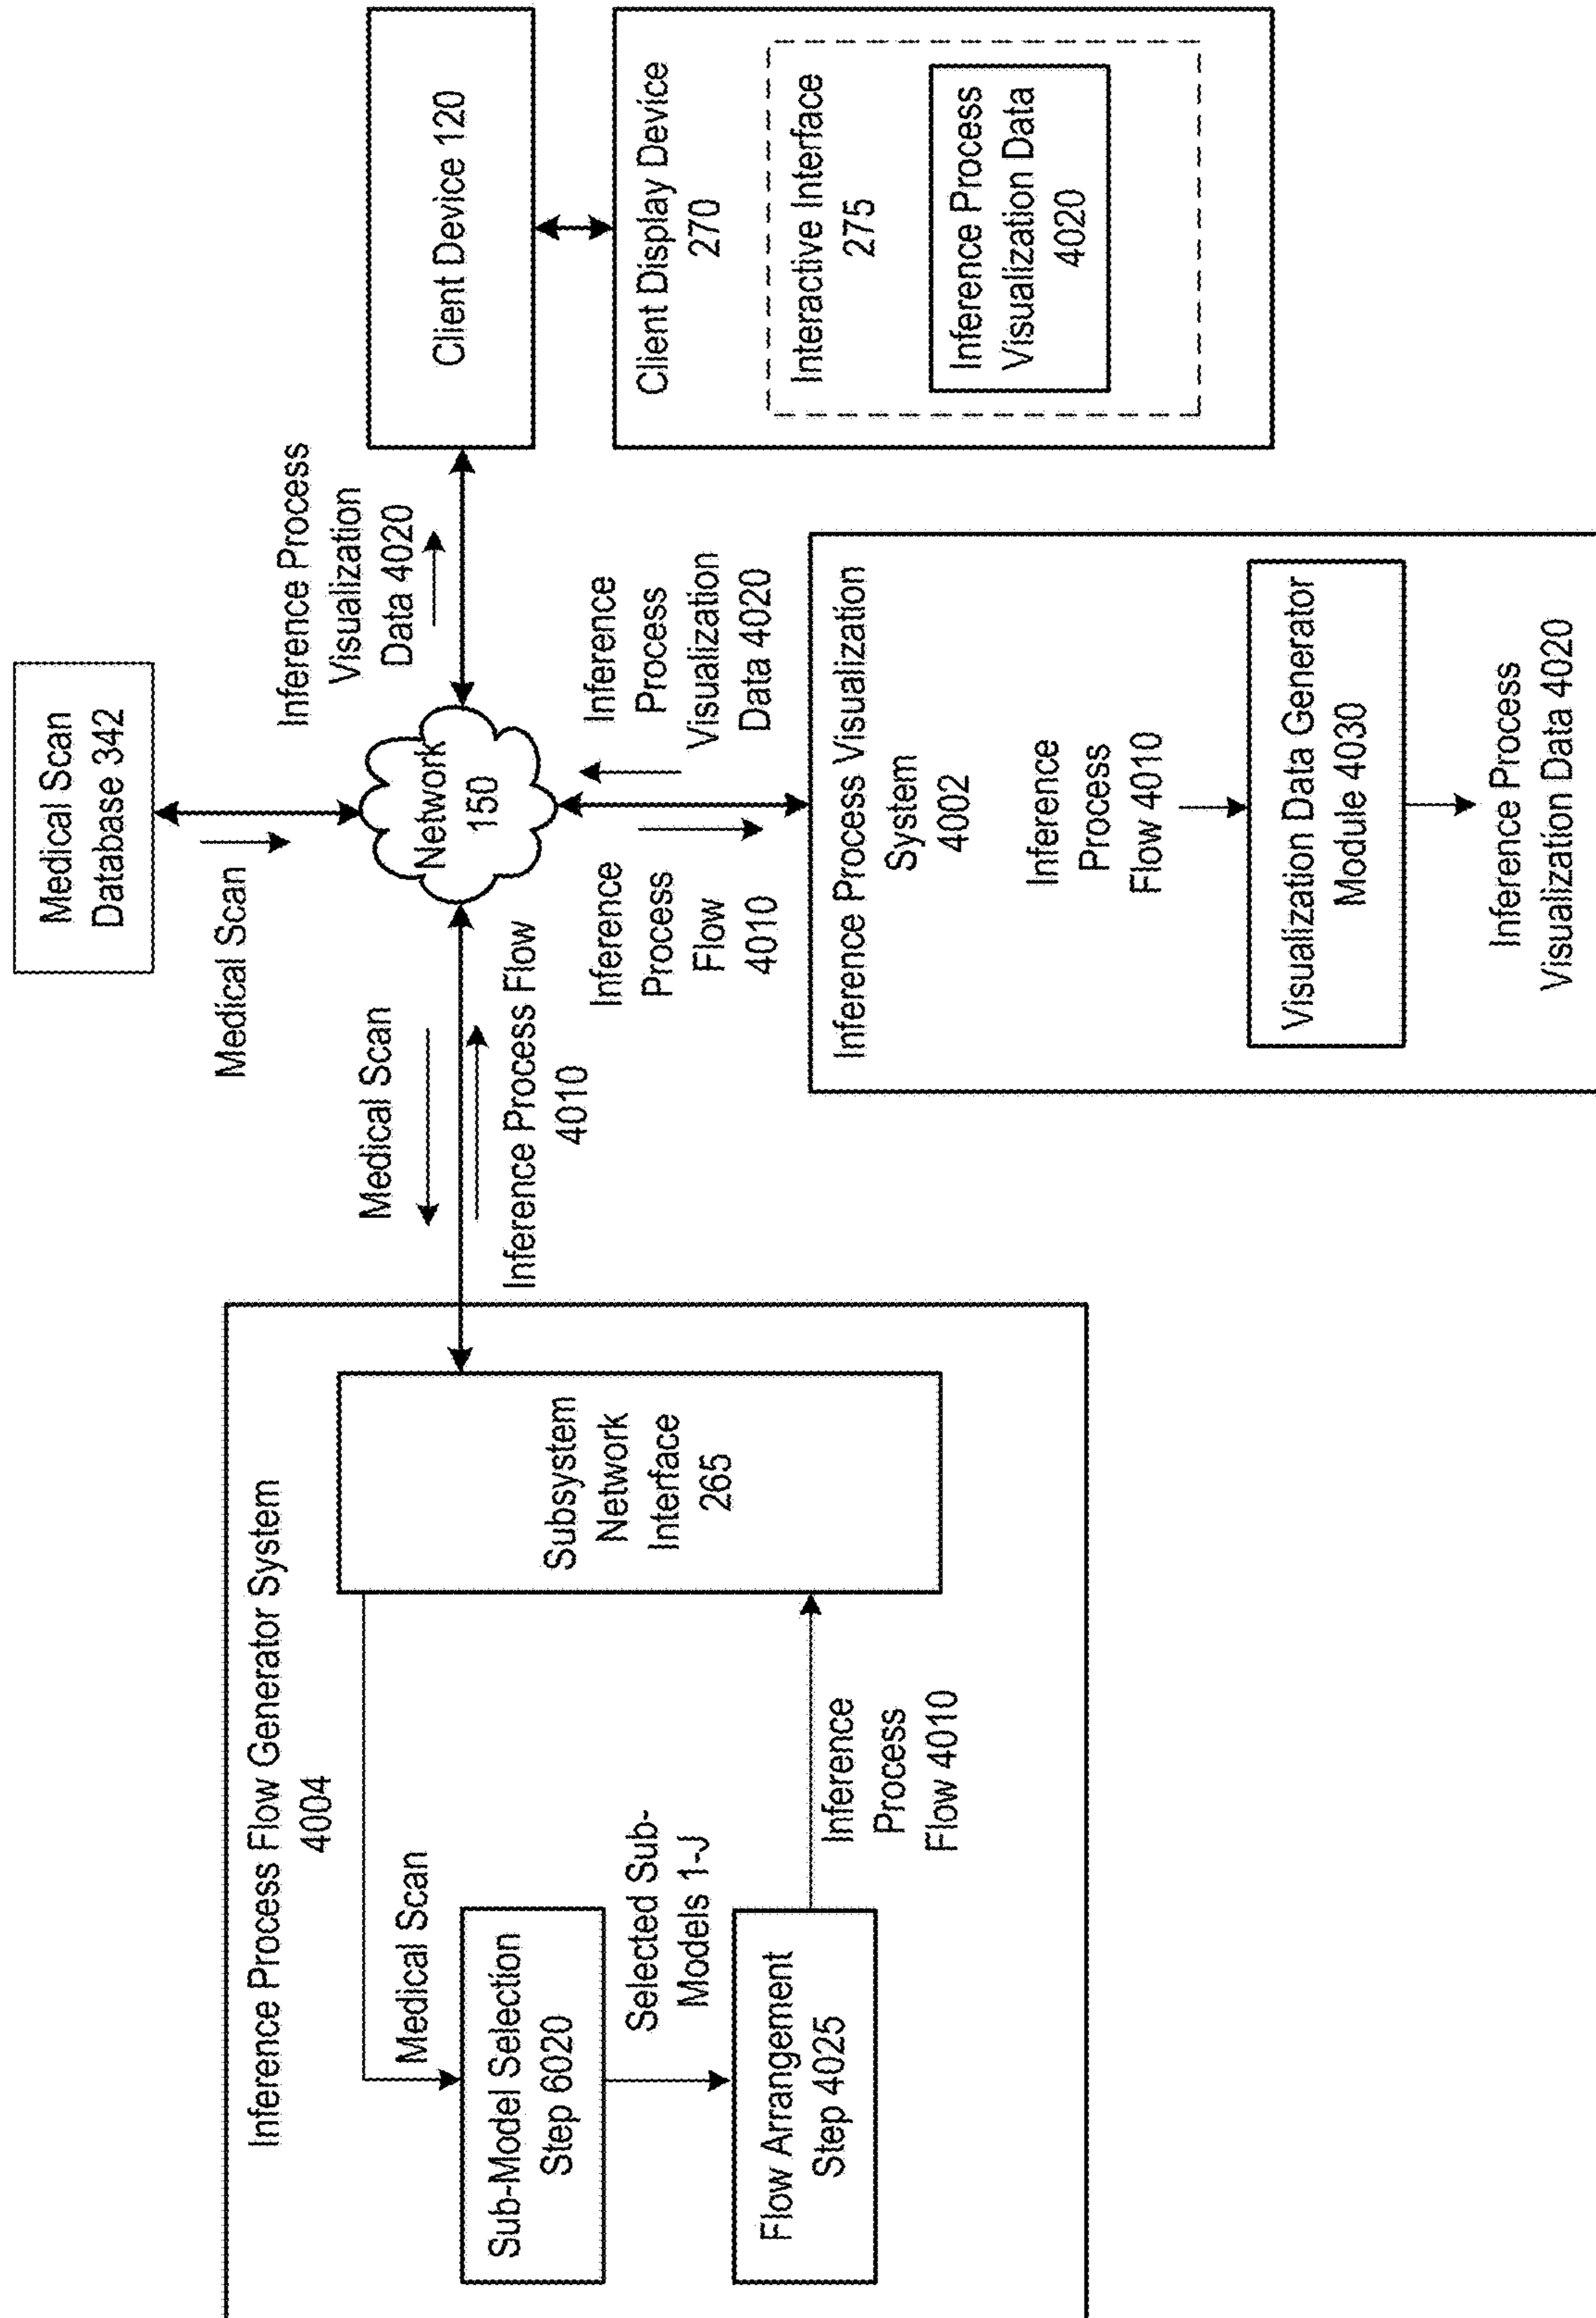 Medical Scan
Database 342
Medical Scan
Inference Process Flow Generator System
4004
Medical Scan
Sub-Model Selection
Step 6020
Selected Sub-
Models 1-J
Flow Arrangement
Step 4025
Inference
Process
Flow 4010
Subsystem
Network
Interface
265
Medical Scan
Inference Process Flow
4010
Network
150
Inference Process
Visualization
Data 4020
Client Device 120
Client Display Device
270
Interactive Interface
275
Inference Process
Visualization Data
4020
Inference
Process
Flow
4010
Inference
Process
Visualization
Data 4020
Inference Process Visualization
System
4002
Inference
Process
Flow 4010
Visualization Data Generator
Module 4030
Inference Process
Visualization Data 4020